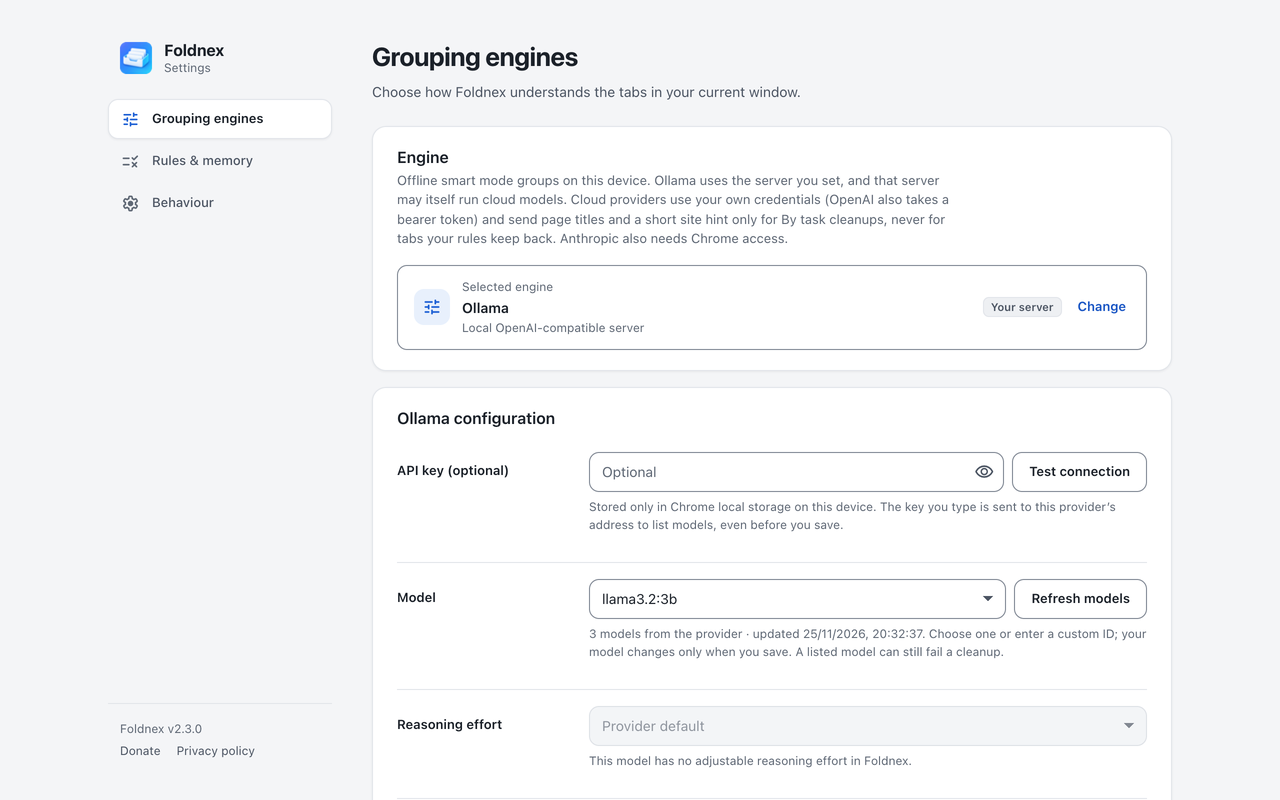 Foldnex
Settings
Grouping engines
Rules & memory
Behaviour
Foldnex v2.3.0
Donate Privacy policy
Grouping engines
Choose how Foldnex understands the tabs in your current window.
Engine
Offline smart mode groups on this device. Ollama uses the server you set, and that server
may itself run cloud models. Cloud providers use your own credentials (OpenAI also takes a
bearer token) and send page titles and a short site hint only for By task cleanups, never for
tabs your rules keep back. Anthropic also needs Chrome access.
Selected engine
Ollama
Local OpenAI-compatible server
Your server
Change
Ollama configuration
API key (optional)
Optional
Test connection
Stored only in Chrome local storage on this device. The key you type is sent to this provider’s
address to list models, even before you save.
Model
llama3.2:3b
Refresh models
3 models from the provider · updated 25/11/2026, 20:32:37. Choose one or enter a custom ID; your
model changes only when you save. A listed model can still fail a cleanup.
Reasoning effort
Provider default
This model has no adjustable reasoning effort in Foldnex.